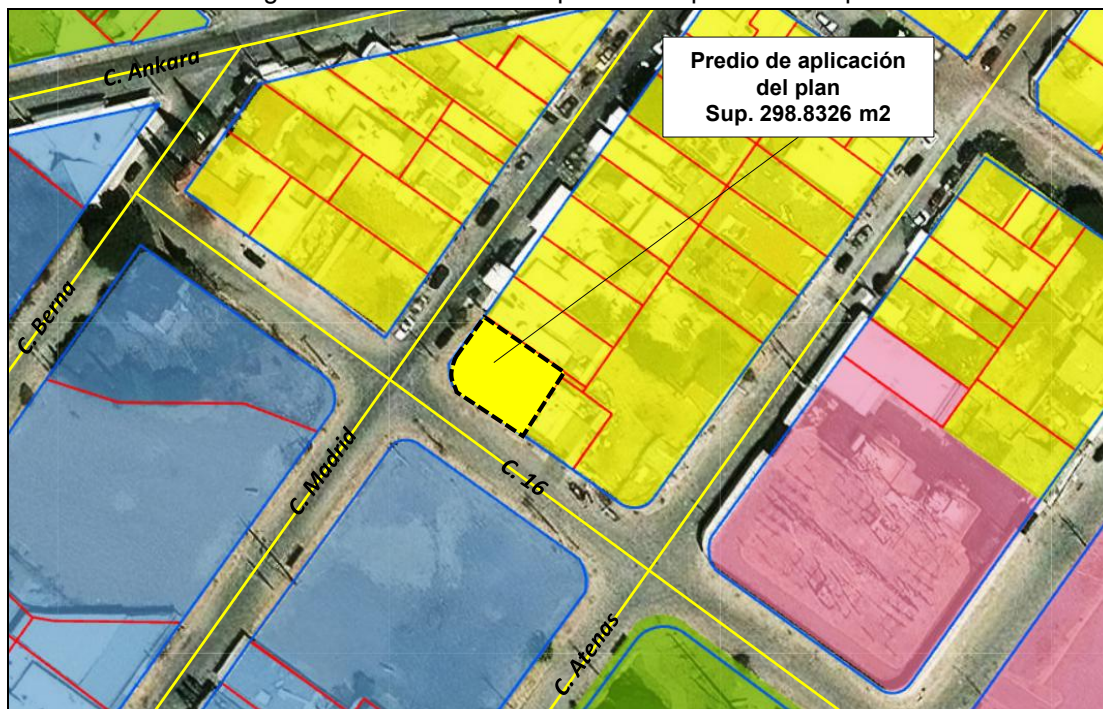 C. Ankara
Predio de aplicación
del plan
Sup. 298.8326 m2
C. Berna
C. Madrid
C. 16
C. Atenas